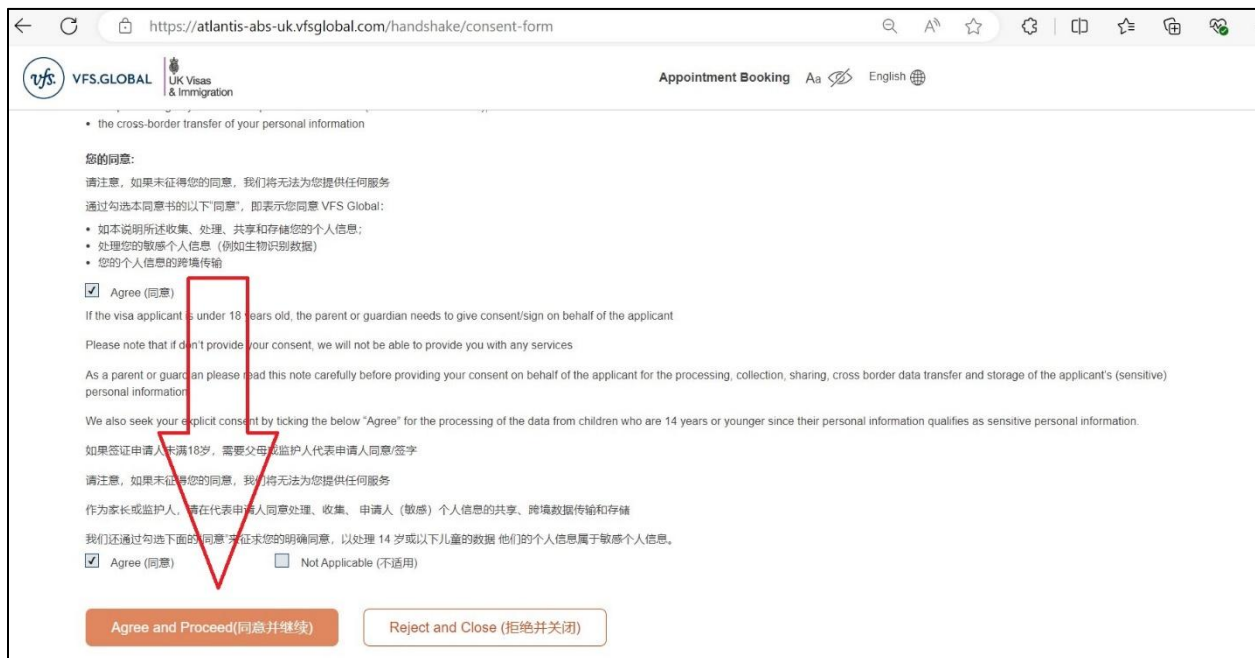 https://atlantis-abs-uk.vfsglobal.com/handshake/consent-form
vfs. VFS.GLOBAL UK Visas & Immigration
Appointment Booking Aa English
• the cross-border transfer of your personal information
您的同意:
请注意，如果未征得您的同意，我们将无法为您提供任何服务
通过勾选本同意书的以下“同意”，即表示您同意 VFS Global：
• 如本说明所述收集、处理、共享和存储您的个人信息；
• 处理您的敏感个人信息（例如生物识别数据）
• 您的个人信息的跨境传输
Agree (同意)
If the visa applicant is under 18 years old, the parent or guardian needs to give consent/sign on behalf of the applicant
Please note that if don't provide your consent, we will not be able to provide you with any services
As a parent or guardian please read this note carefully before providing your consent on behalf of the applicant for the processing, collection, sharing, cross border data transfer and storage of the applicant's (sensitive)
personal information
We also seek your explicit consent by ticking the below "Agree" for the processing of the data from children who are 14 years or younger since their personal information qualifies as sensitive personal information.
如果签证申请人未满18岁，需要父母或监护人代表申请人同意/签字
请注意，如果未征得您的同意，我们将无法为您提供任何服务
作为家长或监护人，请在代表申请人同意处理、收集、 申请人（敏感）个人信息的共享、跨境数据传输和存储
我们还通过勾选下面的“同意”来征求您的明确同意，以处理 14 岁或以下儿童的数据 他们的个人信息属于敏感个人信息。
Agree (同意) Not Applicable (不适用)
Agree and Proceed(同意并继续) Reject and Close (拒绝并关闭)